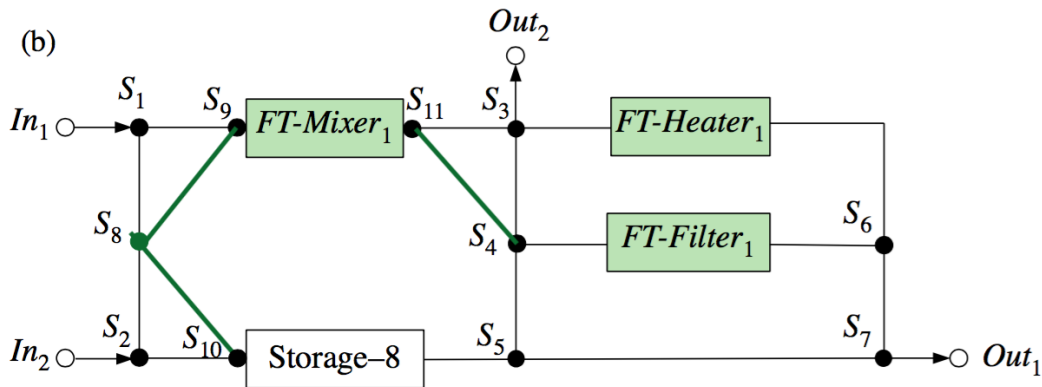 (b)
Out₂
S₁
S₉
S₁₁
S₃
In₁
FT-Mixer₁
FT-Heater₁
S₈
S₄
FT-Filter₁
S₆
S₂
S₁₀
S₅
S₇
In₂
Storage–8
Out₁